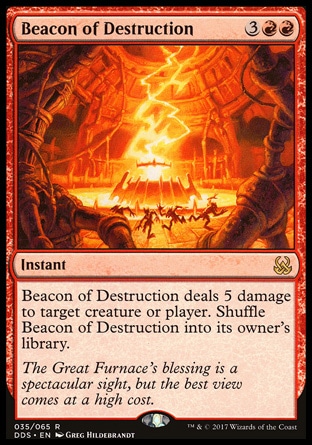 Beacon of Destruction 3
Instant
Beacon of Destruction deals 5 damage
to target creature or player. Shuffle
Beacon of Destruction into its owner's
library.
The Great Furnace's blessing is a
spectacular sight, but the best view
comes at a high cost.
035/065 R
DDS • EN Greg Hildebrandt
™ & © 2017 Wizards of the Coast